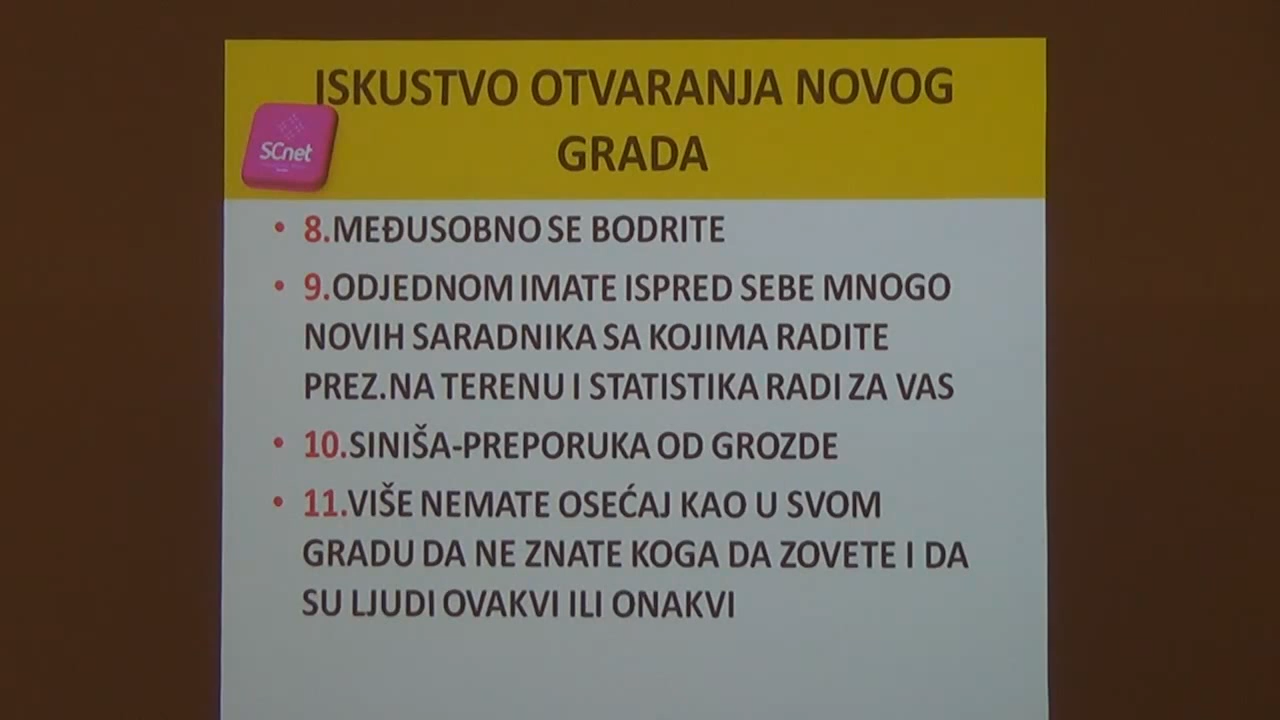 ISKUSTVO OTVARANJA NOVOG
GRADA
SCnet
• 8.MEĐUSOBNO SE BODRITE
• 9.ODJEDNOM IMATE ISPRED SEBE MNOGO
NOVIH SARADNIKA SA KOJIMA RADITE
PREZ.NA TERENU I STATISTIKA RADI ZA VAS
• 10.SINIŠA-PREPORUKA OD GROZDE
• 11.VIŠE NEMATE OSEĆAJ KAO U SVOM
GRADU DA NE ZNATE KOGA DA ZOVETE I DA
SU LJUDI OVAKVI ILI ONAKVI